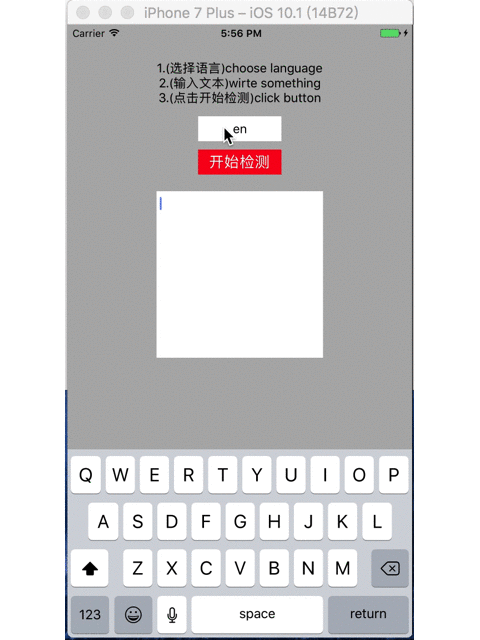 iPhone 7 Plus – iOS 10.1 (14B72)
Carrier 5:56 PM
1.(选择语言)choose language
2.(输入文本)wirte something
3.(点击开始检测)click button
en
开始检测
Q W E R T Y U I O P
A S D F G H J K L
Z X C V B N M
123 space return